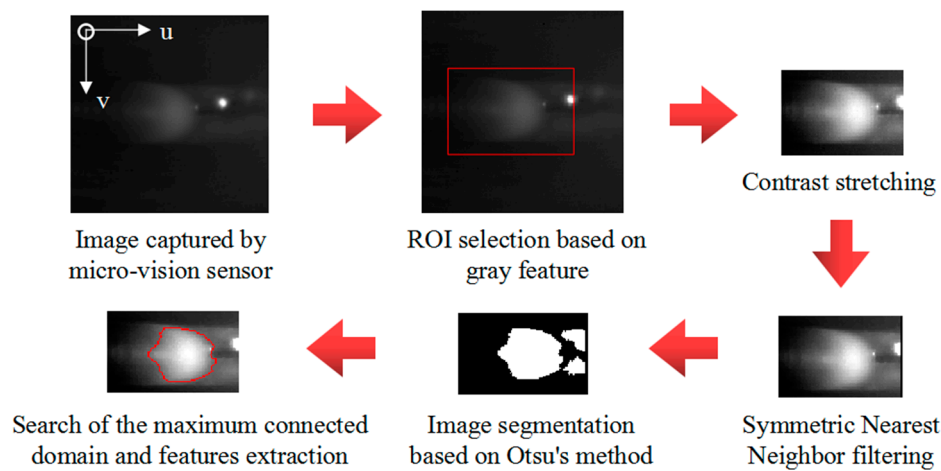 u
v
Image captured by
micro-vision sensor
ROI selection based on
gray feature
Contrast stretching
Symmetric Nearest
Neighbor filtering
Image segmentation
based on Otsu's method
Search of the maximum connected
domain and features extraction